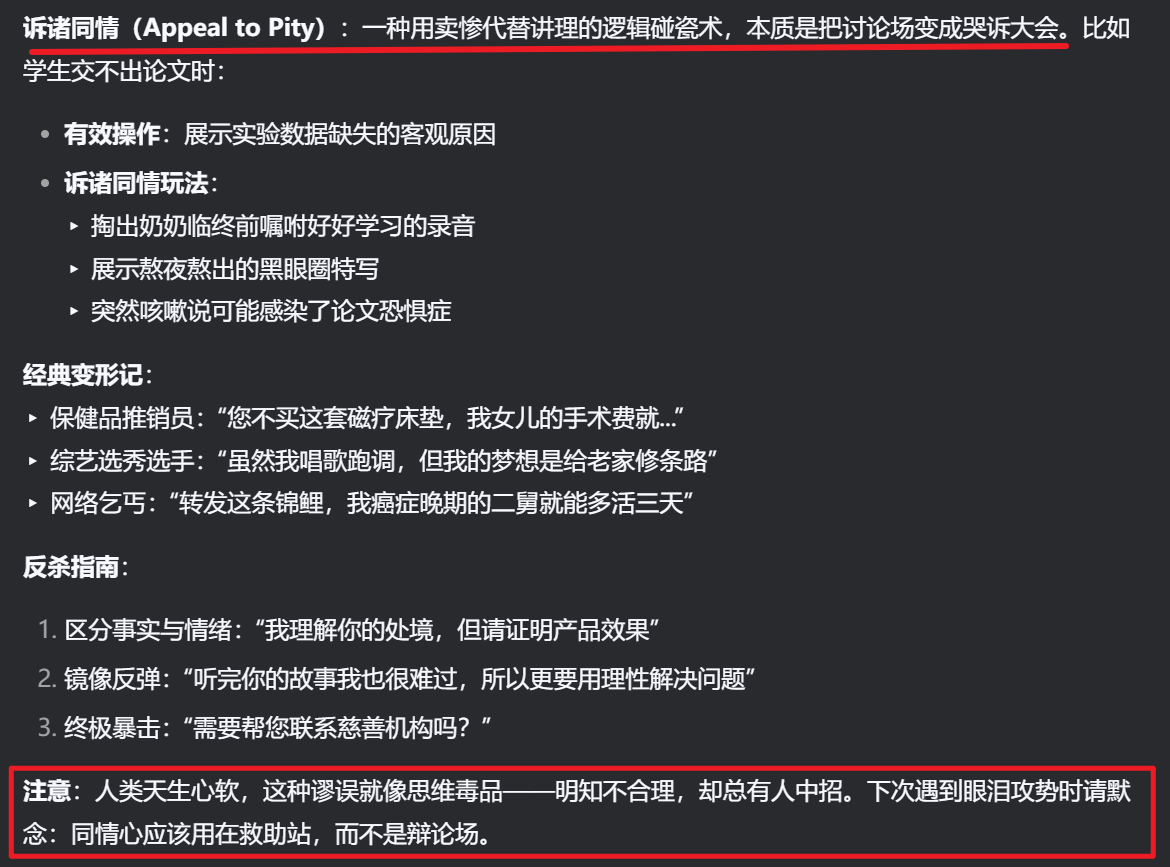 诉诸同情（Appeal to Pity）：一种用卖惨代替讲理的逻辑碰瓷术，本质是把讨论场变成哭诉大会。比如
学生交不出论文时：
• 有效操作：展示实验数据缺失的客观原因
• 诉诸同情玩法：
‣ 掏出奶奶临终前嘱咐好好学习的录音
‣ 展示熬夜熬出的黑眼圈特写
‣ 突然咳嗽说可能感染了论文恐惧症
经典变形记：
‣ 保健品推销员：“您不买这套磁疗床垫，我女儿的手术费就...”
‣ 综艺选秀选手：“虽然我唱歌跑调，但我的梦想是给老家修条路”
‣ 网络乞丐：“转发这条锦鲤，我癌症晚期的二舅就能多活三天”
反杀指南：
1. 区分事实与情绪：“我理解你的处境，但请证明产品效果”
2. 镜像反弹：“听完你的故事我也很难过，所以更要用理性解决问题”
3. 终极暴击：“需要帮您联系慈善机构吗？”
注意：人类天生心软，这种谬误就像思维毒品——明知不合理，却总有人中招。下次遇到眼泪攻势时请默
念：同情心应该用在救助站，而不是辩论场。